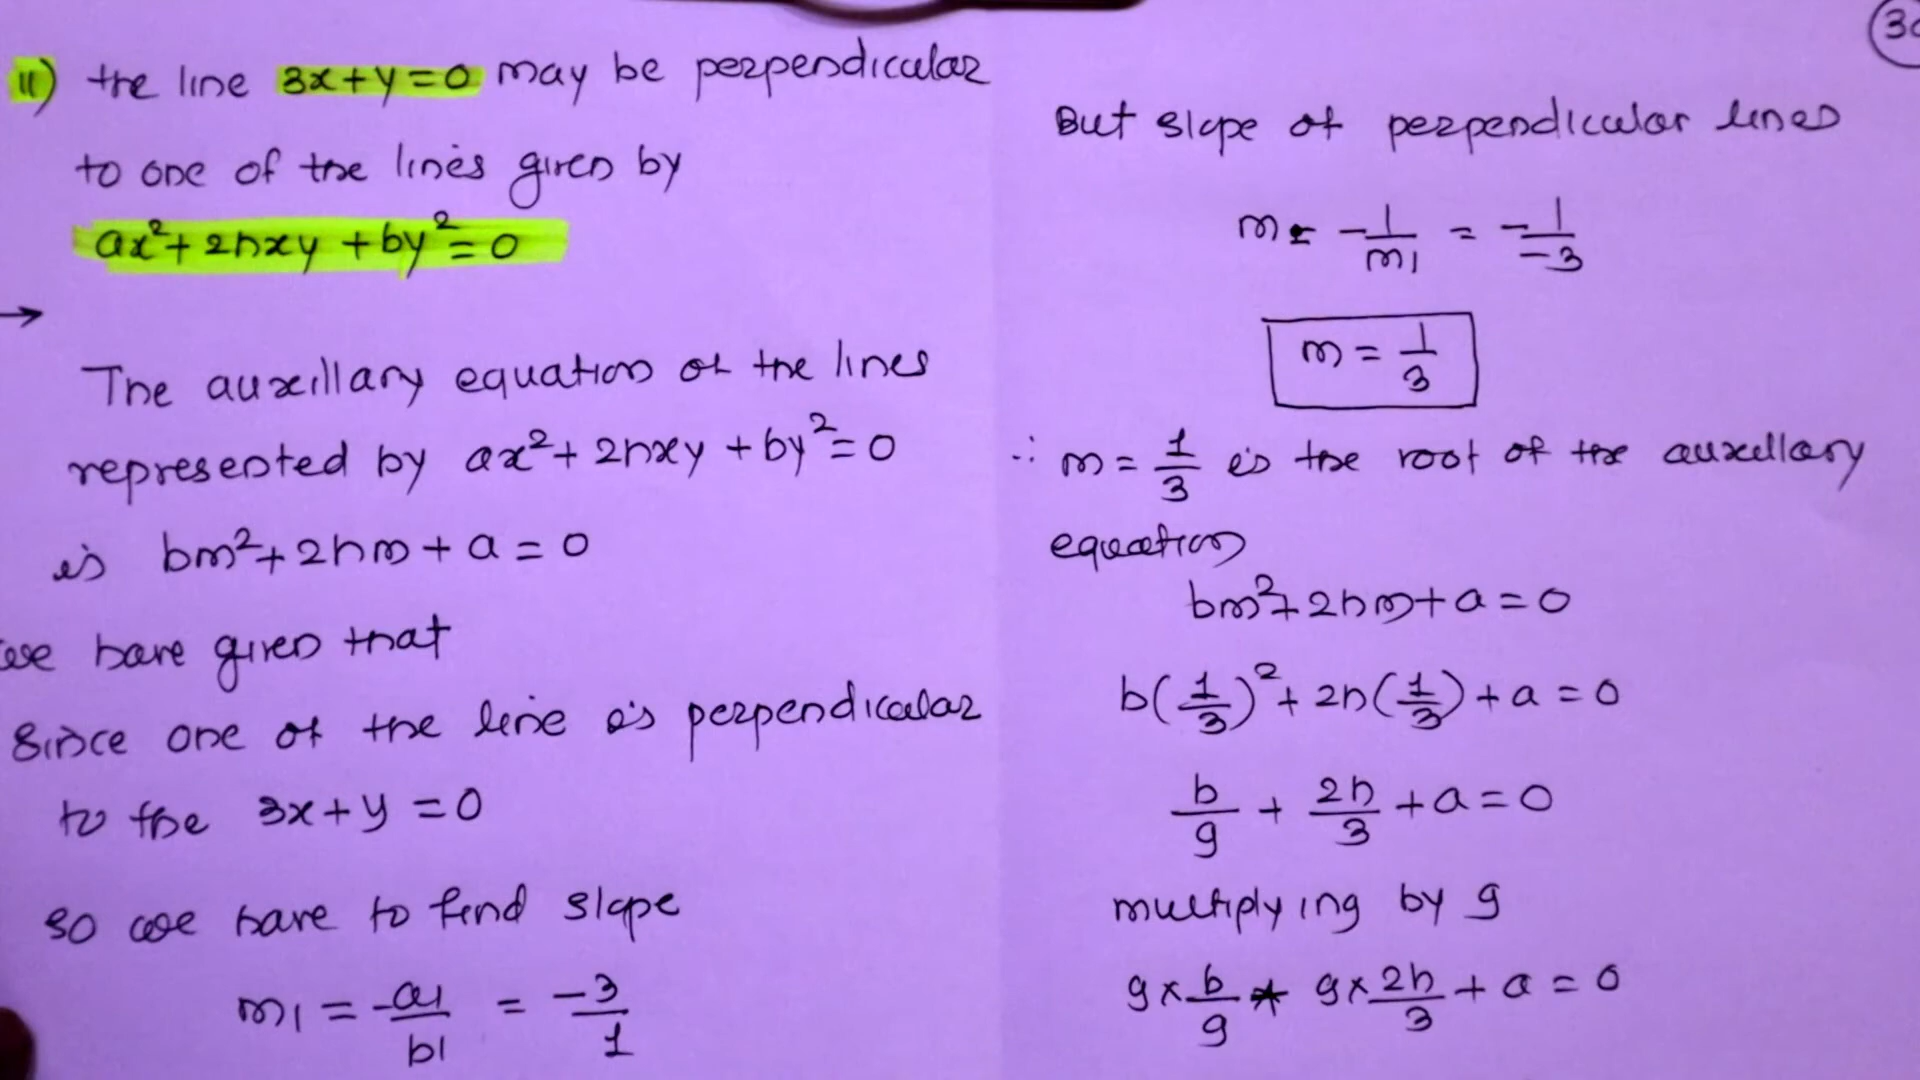 ii) the line 3x+y=0 may be perpendicular
to one of the lines given by
ax²+2hxy+by²=0
→
The auxillary equation of the lines
represented by ax²+2hxy+by²=0
is bm²+2hm+a=0
we have given that
Since one of the line is perpendicular
to the 3x+y=0
so we have to find slope
m1 = -a1/b1 = -3/1
30
But slope of perpendicular lines
m = -1/m1 = -1/-3
m = 1/3
∴ m = 1/3 is the root of the auxillary
equation
bm²+2hm+a=0
b(1/3)²+2h(1/3)+a=0
b/9 + 2h/3 + a = 0
multiplying by 9
9×b/9 + 9×2h/3 + a = 0